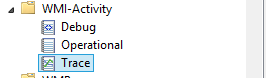 WMI-Activity
Debug
Operational
Trace